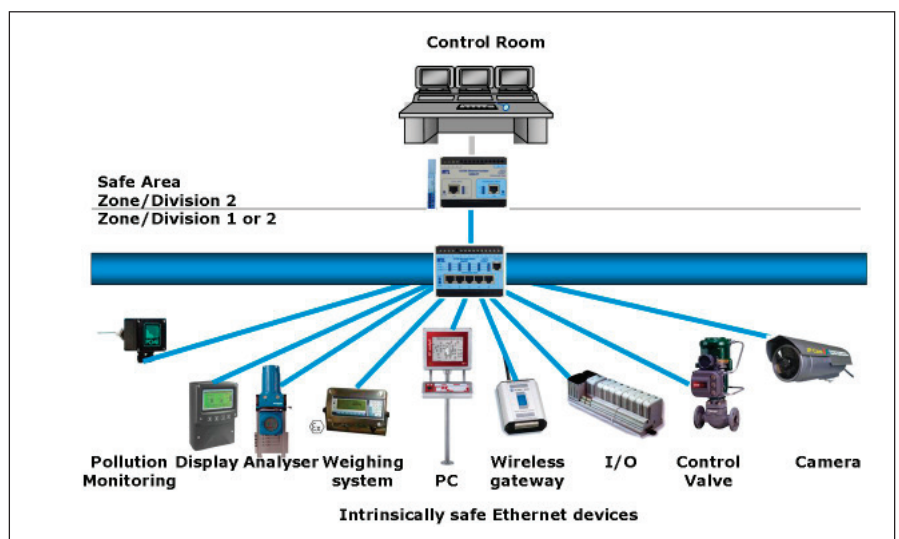 Control Room
Safe Area
Zone/Division 2
Zone/Division 1 or 2
Pollution Monitoring
Display
Analyser
Weighing system
PC
Wireless gateway
I/O
Control Valve
Camera
Intrinsically safe Ethernet devices